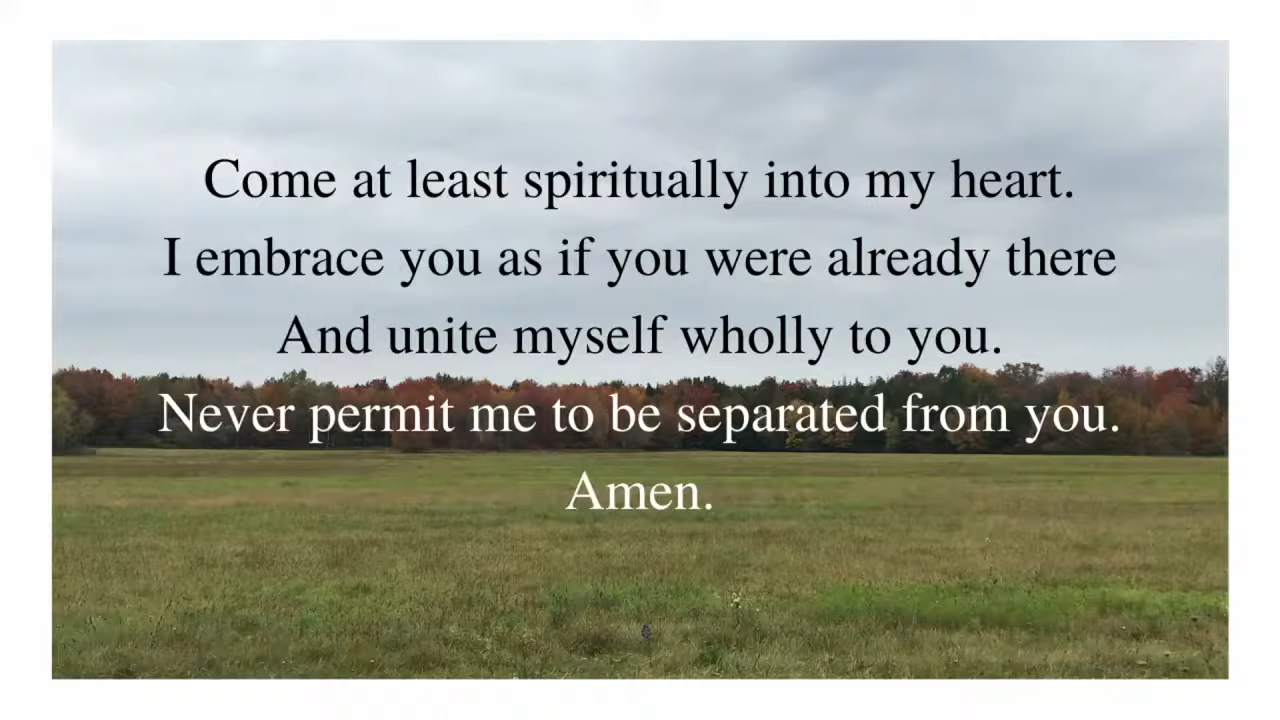 Come at least spiritually into my heart.
I embrace you as if you were already there
And unite myself wholly to you.
Never permit me to be separated from you.
Amen.